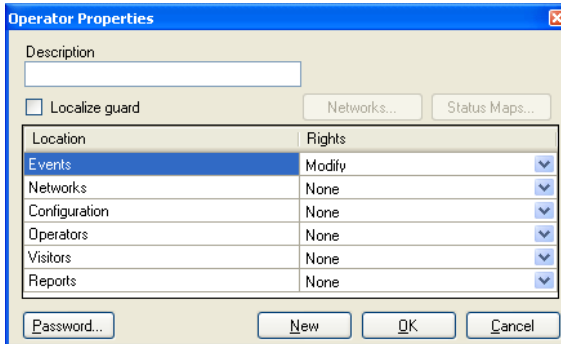 Operator Properties
Description
Localize guard Networks... Status Maps...
Location Rights
Events Modify
Networks None
Configuration None
Operators None
Visitors None
Reports None
Password... New OK Cancel